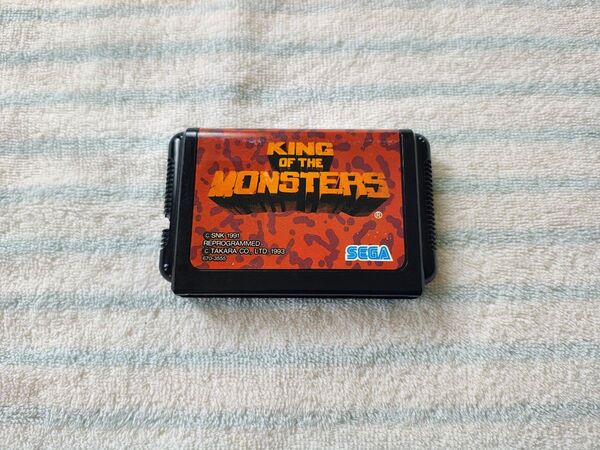 KING
OF THE
MONSTERS
®
© SNK 1991
REPROGRAMMED
© TAKARA CO., LTD. 1993
670-3555
SEGA